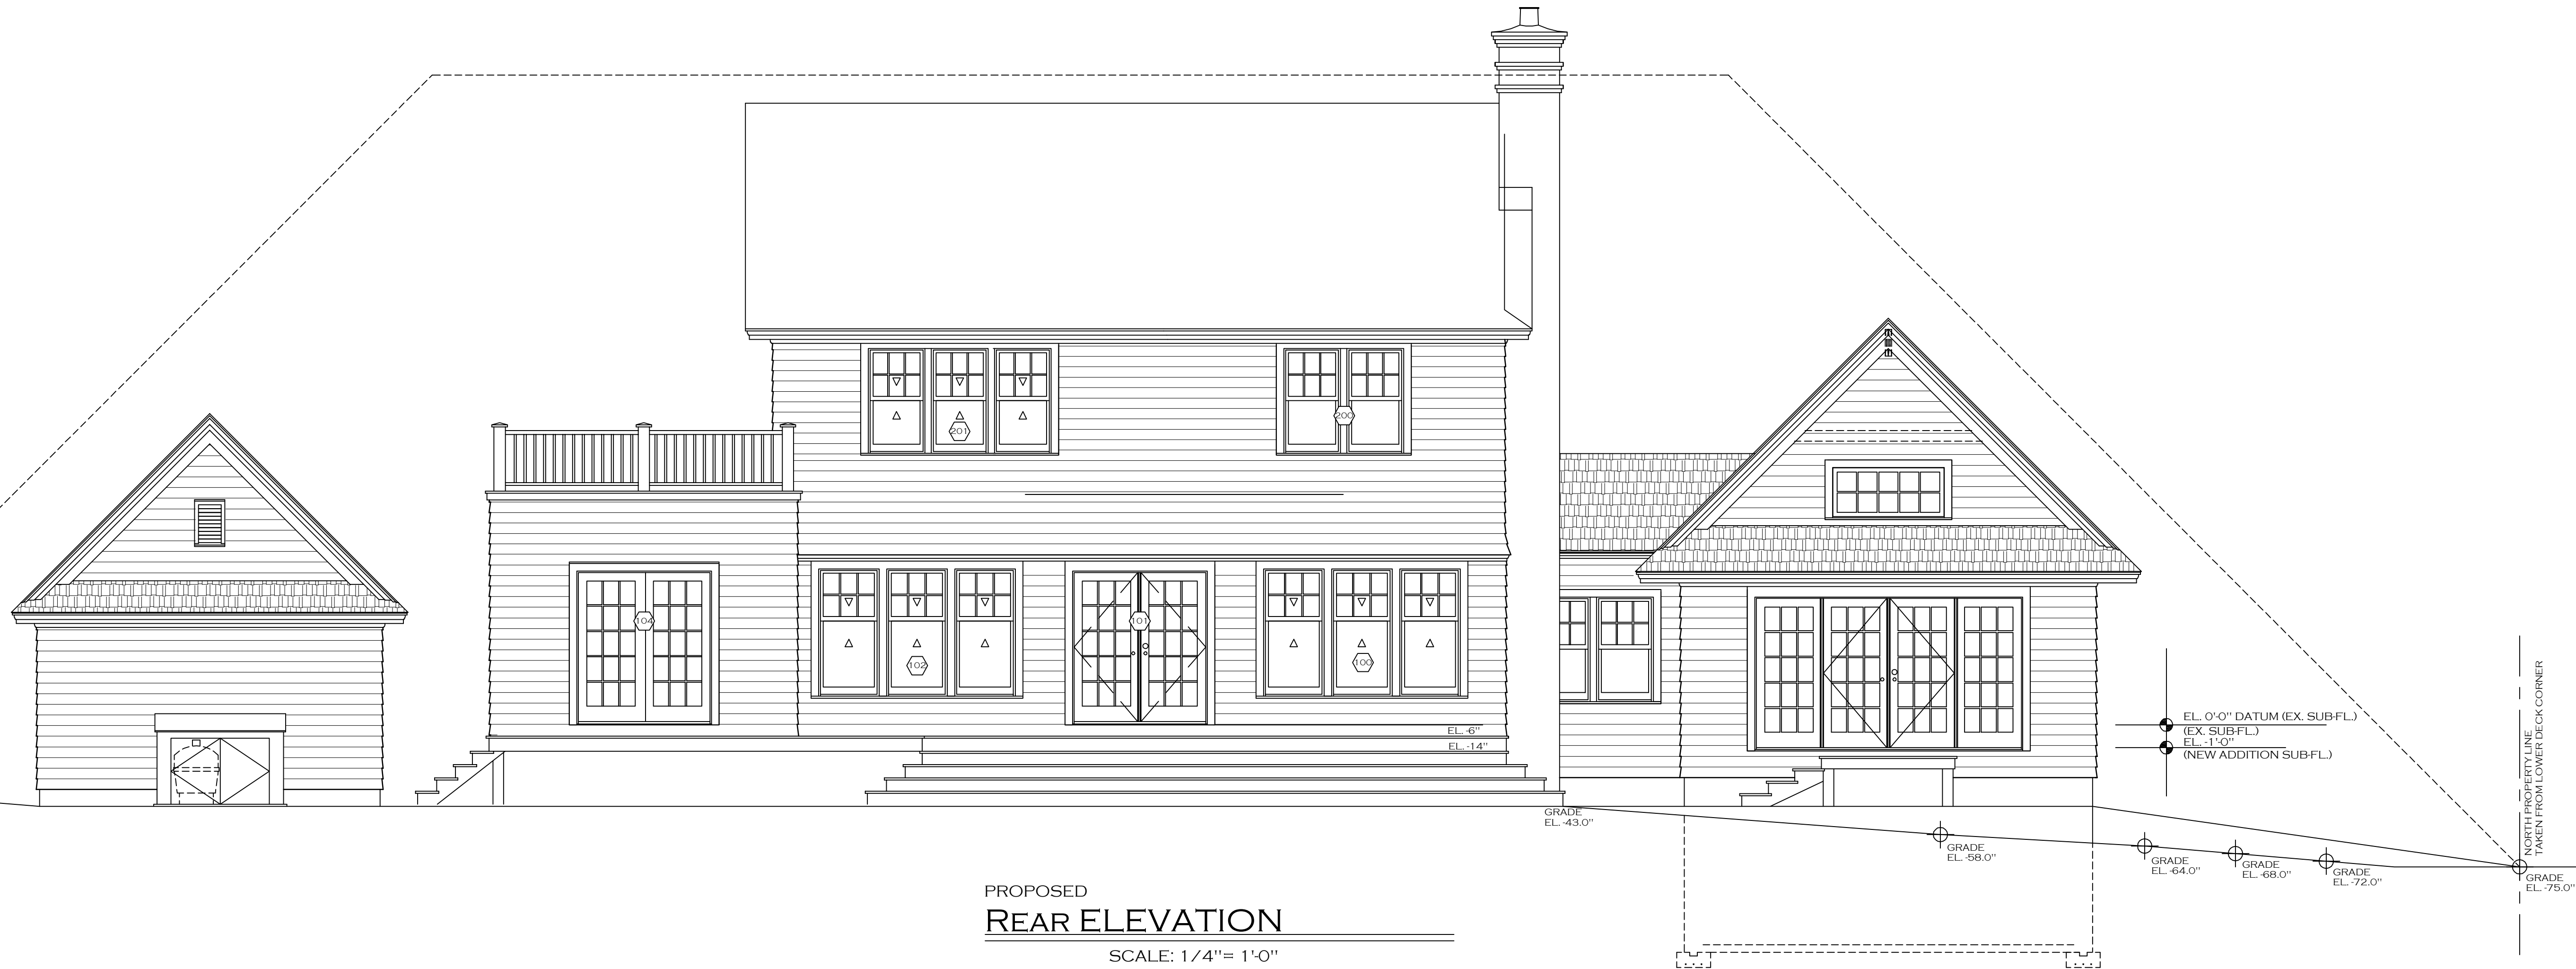 201
200
104
101
102
100
EL. -6"
EL. -14"
EL. 0'-0" DATUM (EX. SUB-FL.)
(EX. SUB-FL.)
EL. -1'-0"
(NEW ADDITION SUB-FL.)
NORTH PROPERTY LINE
TAKEN FROM LOWER DECK CORNER
GRADE
EL. -43.0"
GRADE
EL. -58.0"
GRADE
EL. -64.0"
GRADE
EL. -68.0"
GRADE
EL. -72.0"
GRADE
EL. -75.0"
PROPOSED
REAR ELEVATION
SCALE: 1/4"= 1'-0"